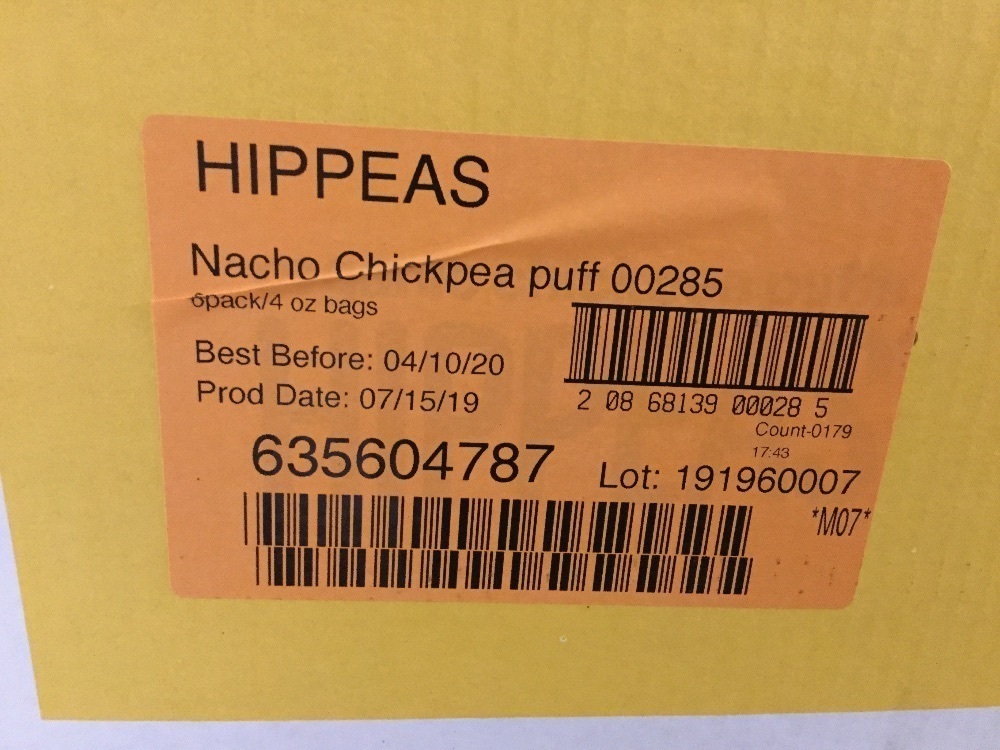 HIPPEAS
Nacho Chickpea puff 00285
6pack/4 oz bags
Best Before: 04/10/20
Prod Date: 07/15/19
2 08 68139 00028 5
Count-0179
17:43
635604787
Lot: 191960007
*M07*